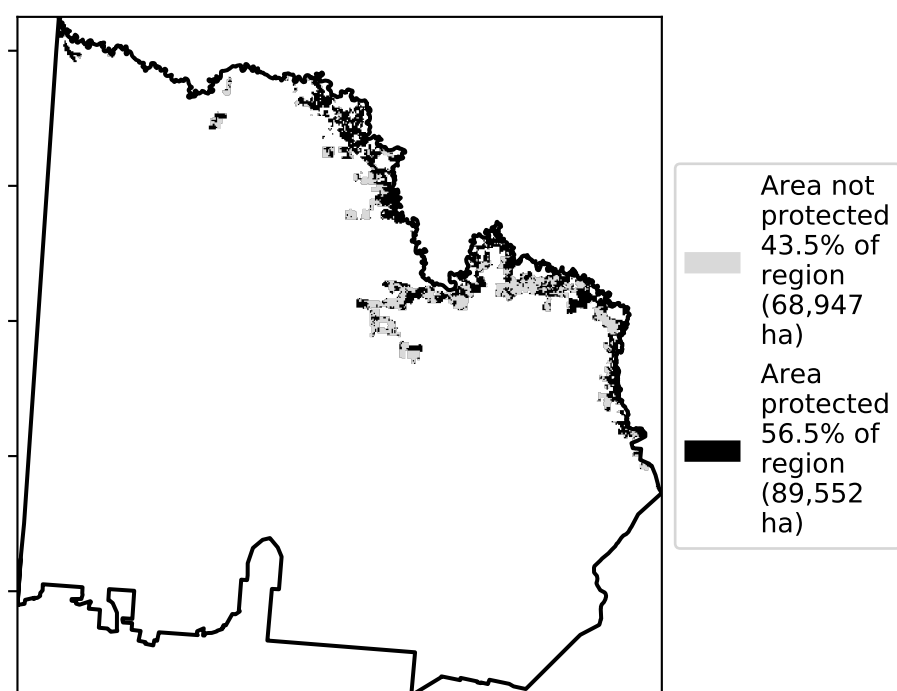 Area not
protected
43.5% of
region
(68,947
ha)
Area
protected
56.5% of
region
(89,552
ha)